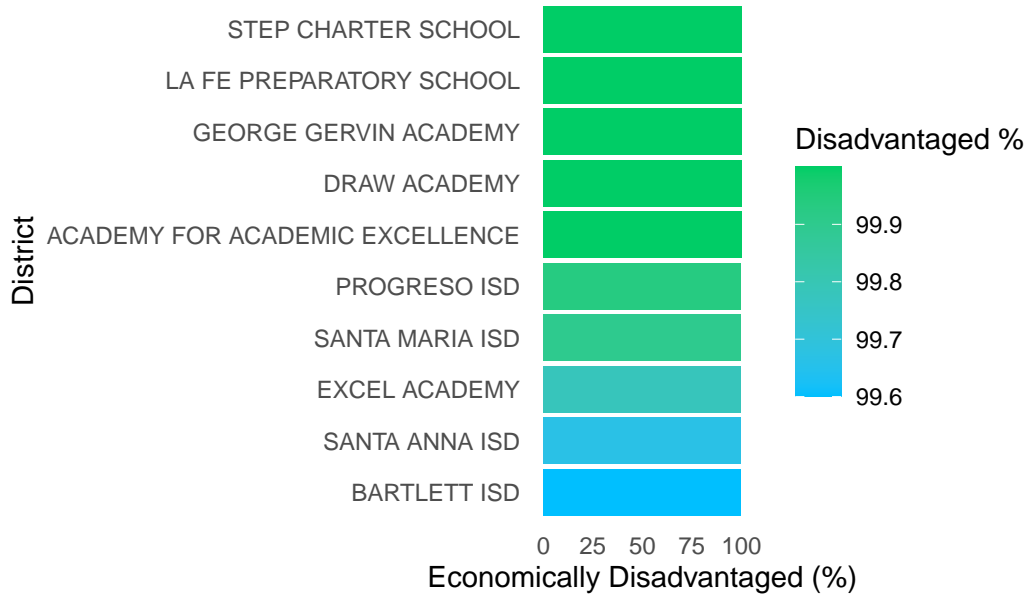 STEP CHARTER SCHOOL
LA FE PREPARATORY SCHOOL
GEORGE GERVIN ACADEMY
DRAW ACADEMY
ACADEMY FOR ACADEMIC EXCELLENCE
PROGRESO ISD
SANTA MARIA ISD
EXCEL ACADEMY
SANTA ANNA ISD
BARTLETT ISD
District
0 25 50 75 100
Economically Disadvantaged (%)
Disadvantaged %
99.9
99.8
99.7
99.6